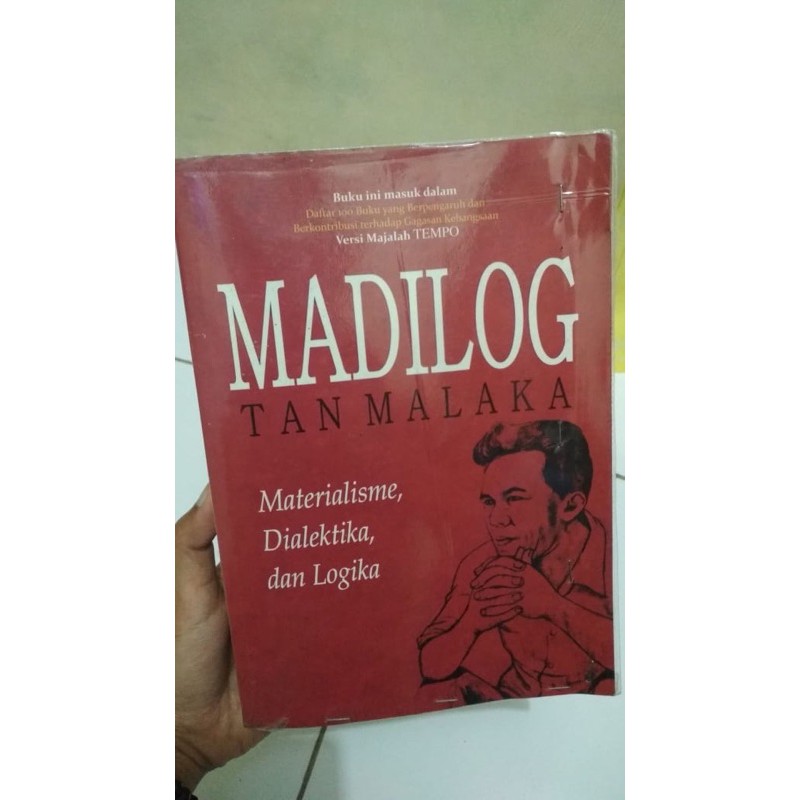 Buku ini masuk dalam
Daftar 100 Buku yang Berpengaruh dan
Berkontribusi terhadap Gagasan Kebangsaan
Versi Majalah TEMPO
MADILOG
TAN MALAKA
Materialisme,
Dialektika,
dan Logika